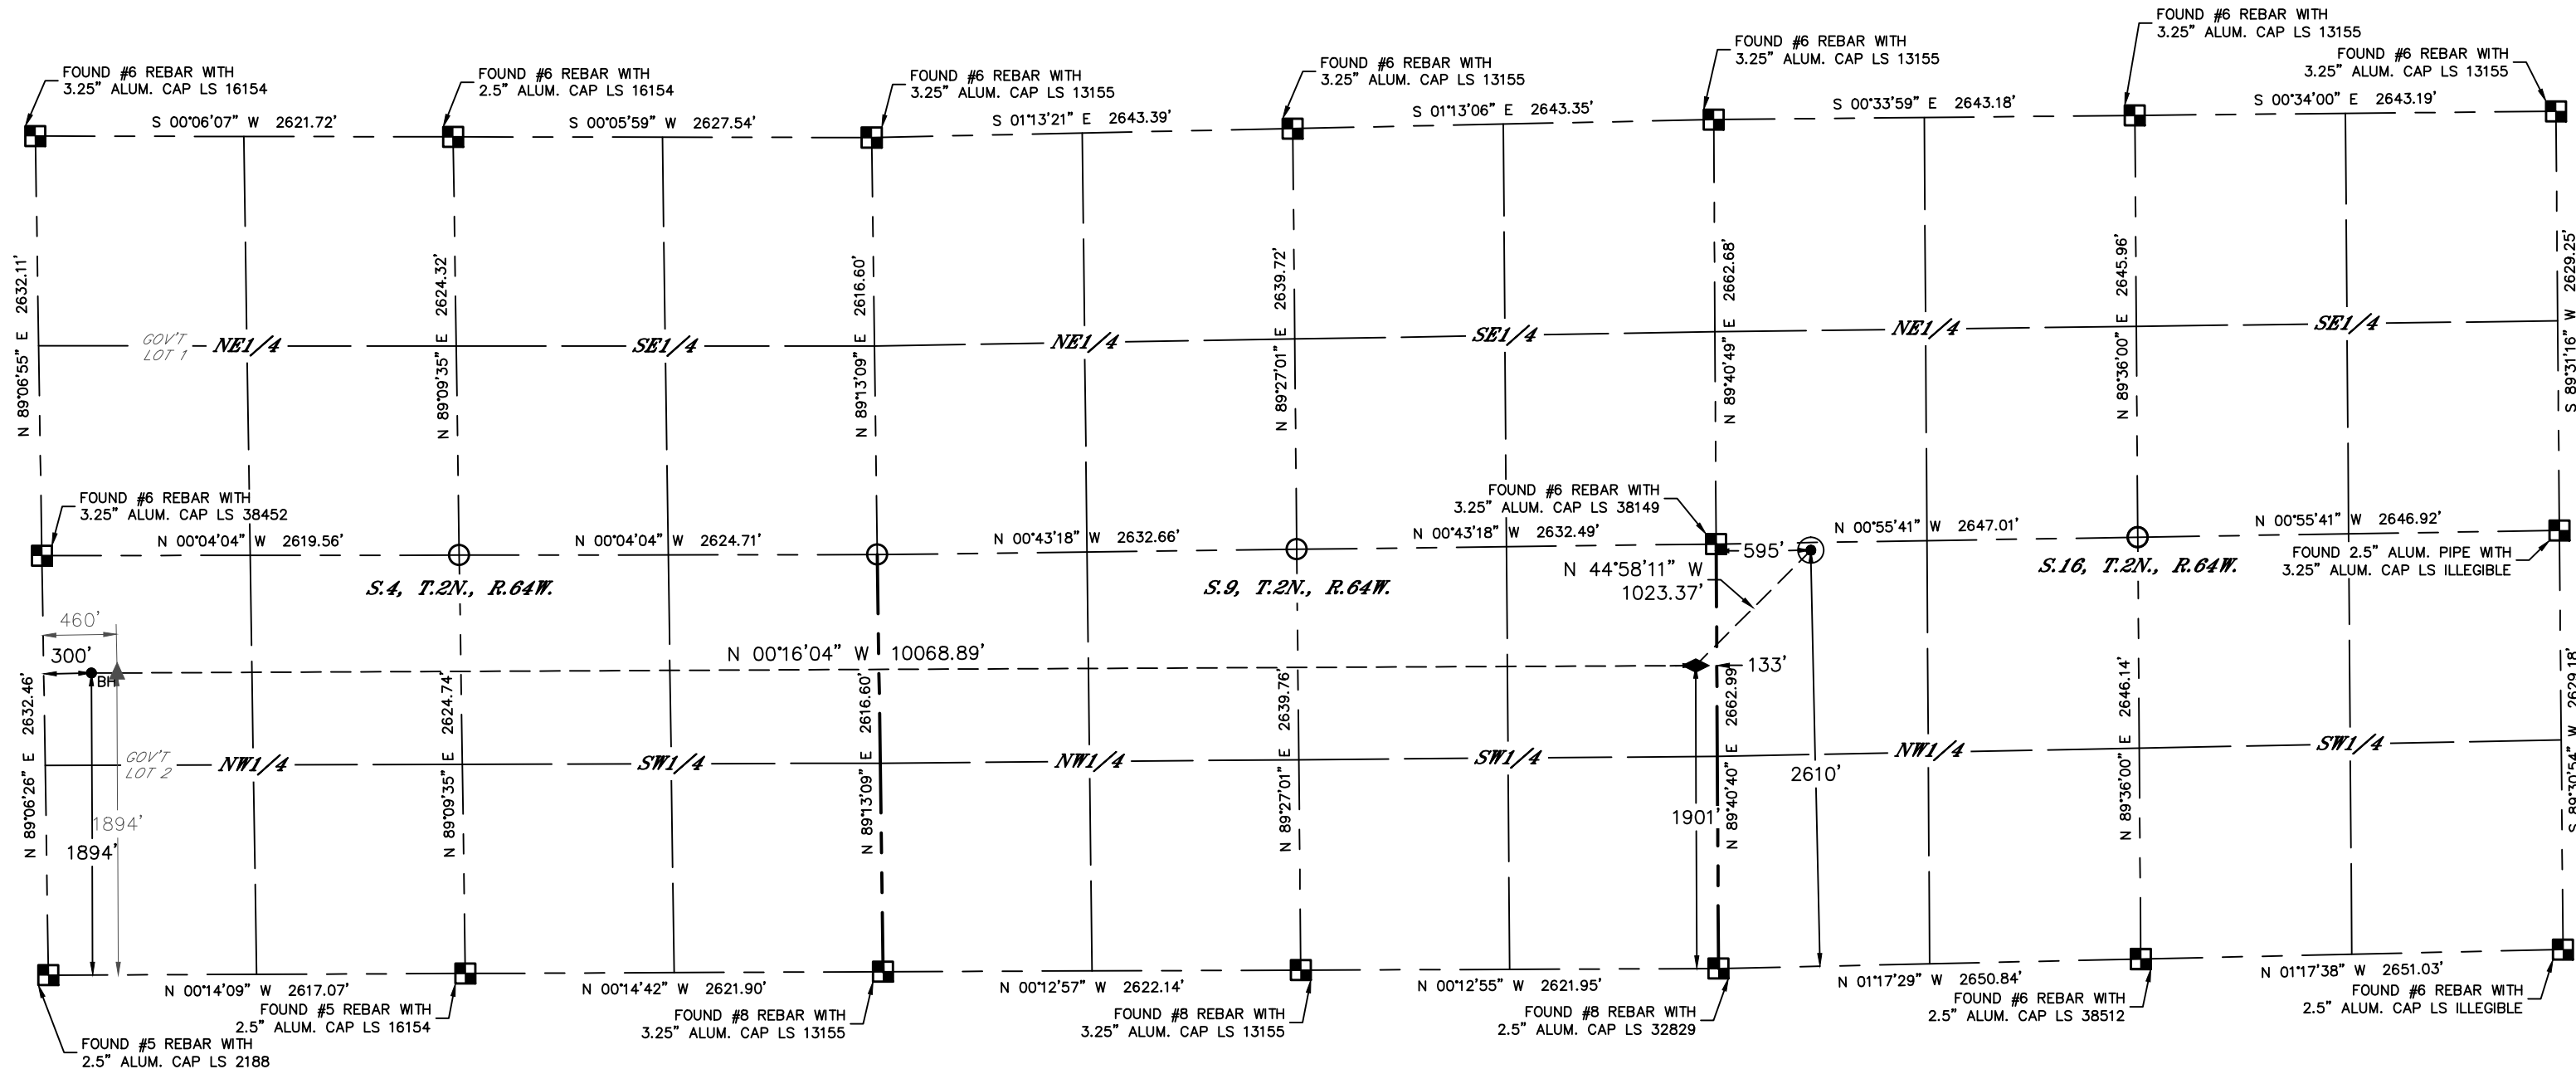 FOUND #6 REBAR WITH
3.25" ALUM. CAP LS 16154
FOUND #6 REBAR WITH
2.5" ALUM. CAP LS 16154
FOUND #6 REBAR WITH
3.25" ALUM. CAP LS 13155
FOUND #6 REBAR WITH
3.25" ALUM. CAP LS 13155
FOUND #6 REBAR WITH
3.25" ALUM. CAP LS 13155
FOUND #6 REBAR WITH
3.25" ALUM. CAP LS 13155
FOUND #6 REBAR WITH
3.25" ALUM. CAP LS 13155
S 00°06'07" W 2621.72'
S 00°05'59" W 2627.54'
S 01°13'21" E 2643.39'
S 01°13'06" E 2643.35'
S 00°33'59" E 2643.18'
S 00°34'00" E 2643.19'
N 89°06'55" E 2632.11'
N 89°09'35" E 2624.32'
N 89°13'09" E 2616.60'
N 89°27'01" E 2639.72'
N 89°40'49" E 2662.68'
N 89°36'00" E 2645.96'
S 89°31'16" W 2629.25'
GOV'T
LOT 1
NE1/4
SE1/4
NE1/4
SE1/4
NE1/4
SE1/4
FOUND #6 REBAR WITH
3.25" ALUM. CAP LS 38452
FOUND #6 REBAR WITH
3.25" ALUM. CAP LS 38149
N 00°04'04" W 2619.56'
N 00°04'04" W 2624.71'
N 00°43'18" W 2632.66'
N 00°43'18" W 2632.49'
N 00°55'41" W 2647.01'
N 00°55'41" W 2646.92'
595'
FOUND 2.5" ALUM. PIPE WITH
3.25" ALUM. CAP LS ILLEGIBLE
S.4, T.2N., R.64W.
S.9, T.2N., R.64W.
S.16, T.2N., R.64W.
N 44°58'11" W
1023.37'
460'
300'
BH
N 00°16'04" W 10068.89'
133'
N 89°06'26" E 2632.46'
N 89°09'35" E 2624.74'
N 89°13'09" E 2616.60'
N 89°27'01" E 2639.76'
N 89°40'40" E 2662.99'
N 89°36'00" E 2646.14'
S 89°30'54" W 2629.18'
GOV'T
LOT 2
NW1/4
SW1/4
NW1/4
SW1/4
NW1/4
SW1/4
1894'
1894'
1901'
2610'
N 00°14'09" W 2617.07'
N 00°14'42" W 2621.90'
N 00°12'57" W 2622.14'
N 00°12'55" W 2621.95'
N 01°17'29" W 2650.84'
N 01°17'38" W 2651.03'
FOUND #5 REBAR WITH
2.5" ALUM. CAP LS 2188
FOUND #5 REBAR WITH
2.5" ALUM. CAP LS 16154
FOUND #8 REBAR WITH
3.25" ALUM. CAP LS 13155
FOUND #8 REBAR WITH
3.25" ALUM. CAP LS 13155
FOUND #8 REBAR WITH
2.5" ALUM. CAP LS 32829
FOUND #6 REBAR WITH
2.5" ALUM. CAP LS 38512
FOUND #6 REBAR WITH
2.5" ALUM. CAP LS ILLEGIBLE